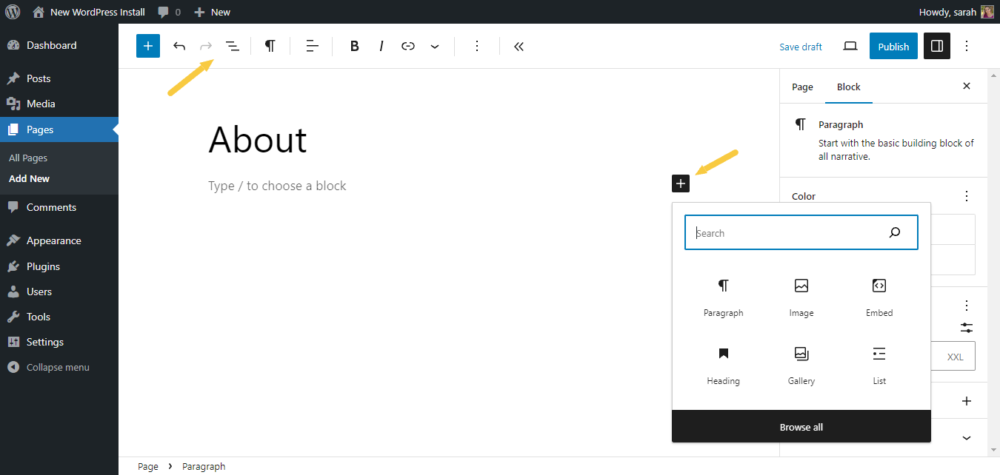 New WordPress Install
0
New
Howdy, sarah
Dashboard
Posts
Media
Pages
All Pages
Add New
Comments
Appearance
Plugins
Users
Tools
Settings
Collapse menu
B
I
Save draft
Publish
About
Type / to choose a block
Page
Block
Paragraph
Start with the basic building block of
all narrative.
Color
Search
Paragraph
Image
Embed
Heading
Gallery
List
Browse all
XXL
Page › Paragraph